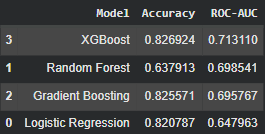 Model Accuracy ROC-AUC
3 XGBoost 0.826924 0.713110
1 Random Forest 0.637913 0.698541
2 Gradient Boosting 0.825571 0.695767
0 Logistic Regression 0.820787 0.647963